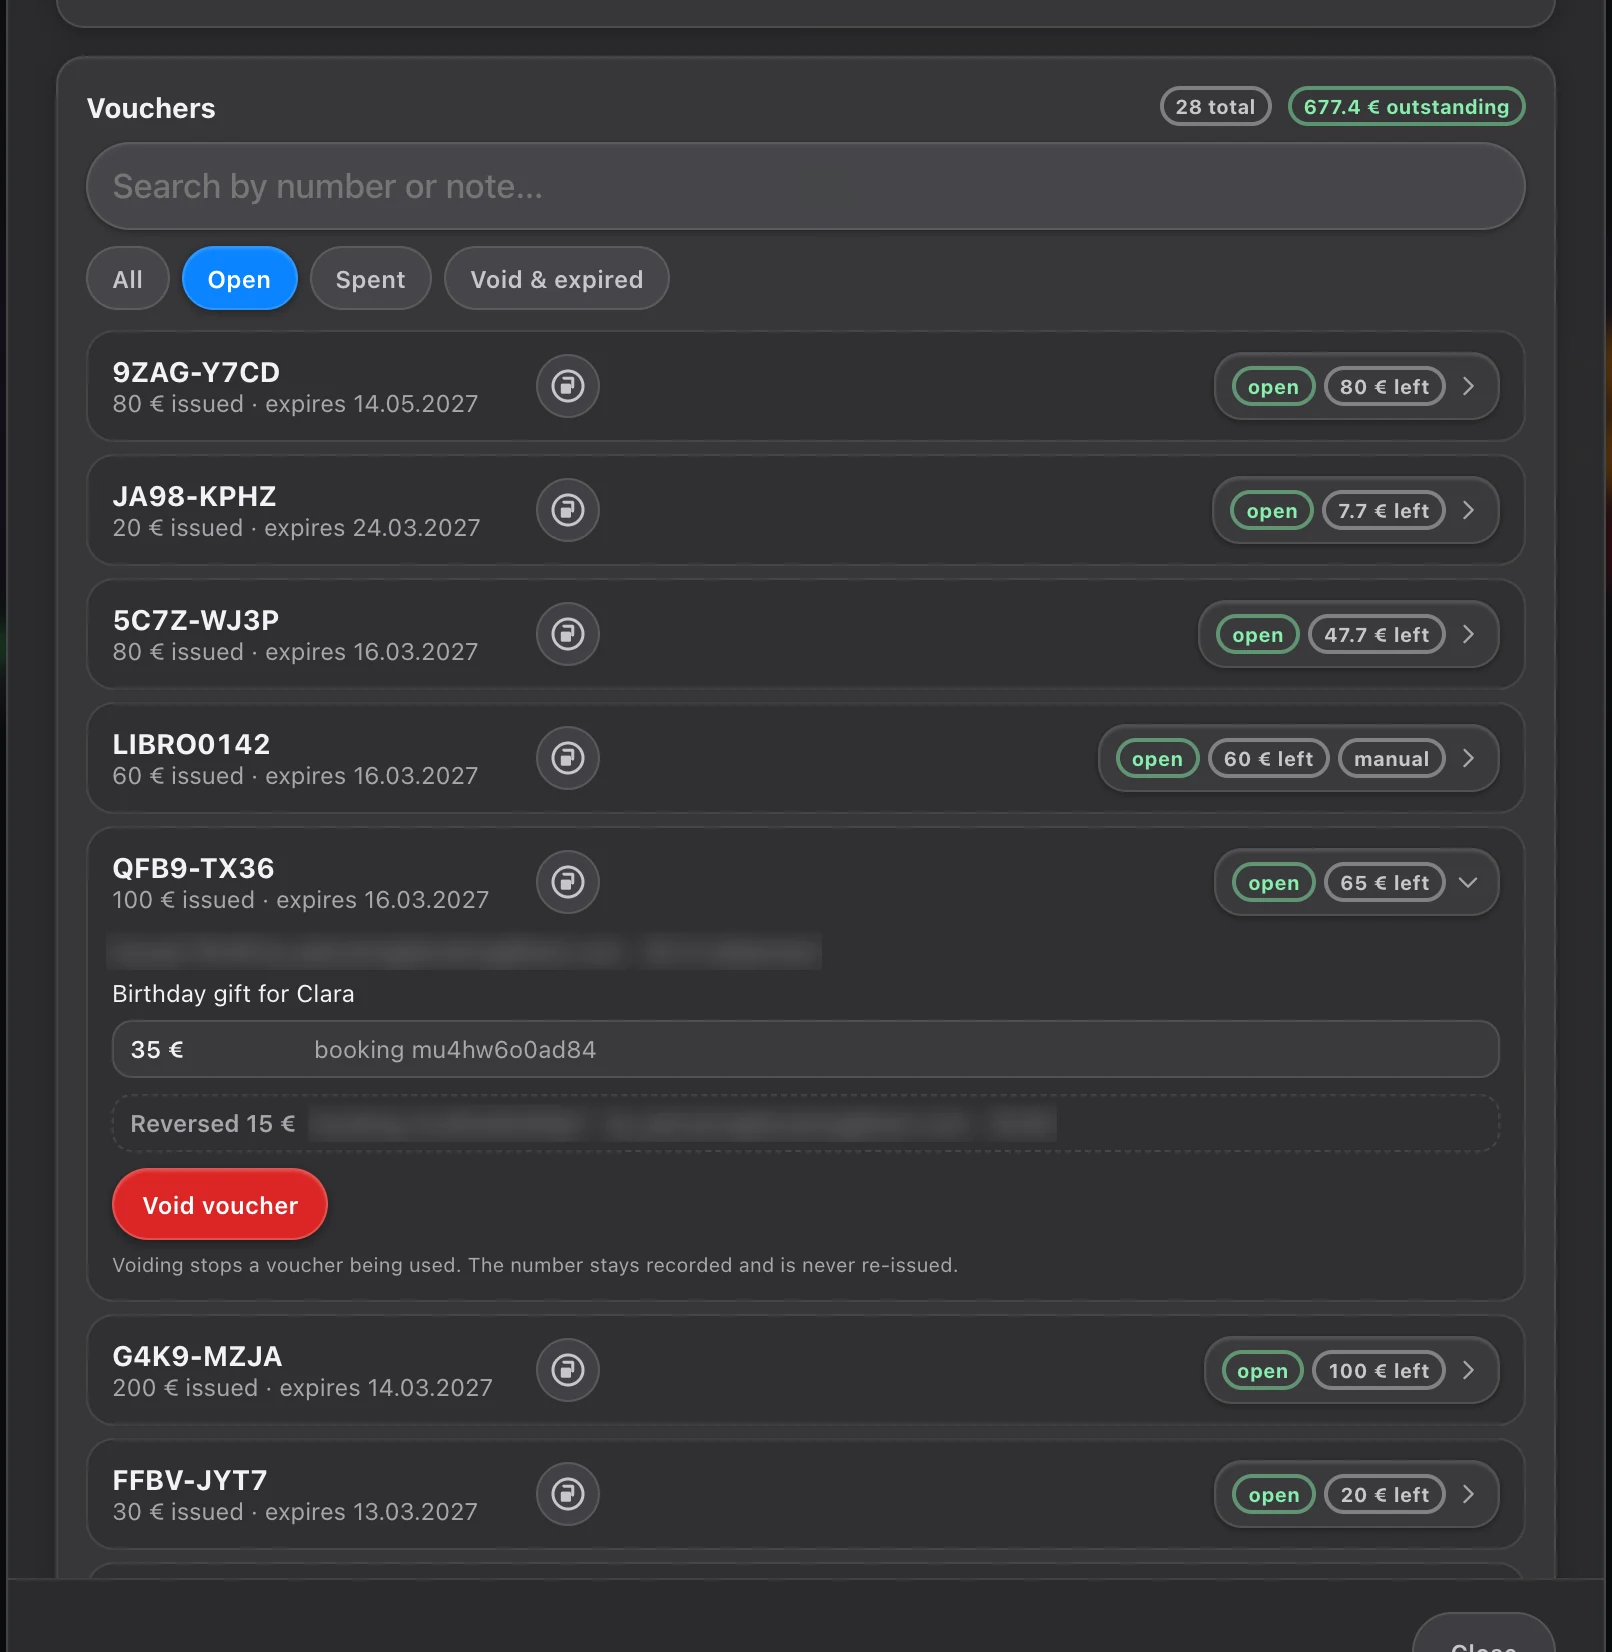 Vouchers
28 total
677.4 € outstanding
Search by number or note...
All
Open
Spent
Void & expired
9ZAG-Y7CD
80 € issued · expires 14.05.2027
open
80 € left
JA98-KPHZ
20 € issued · expires 24.03.2027
open
7.7 € left
5C7Z-WJ3P
80 € issued · expires 16.03.2027
open
47.7 € left
LIBRO0142
60 € issued · expires 16.03.2027
open
60 € left
manual
QFB9-TX36
100 € issued · expires 16.03.2027
open
65 € left
Birthday gift for Clara
35 €
booking mu4hw6o0ad84
Reversed 15 €
Void voucher
Voiding stops a voucher being used. The number stays recorded and is never re-issued.
G4K9-MZJA
200 € issued · expires 14.03.2027
open
100 € left
FFBV-JYT7
30 € issued · expires 13.03.2027
open
20 € left